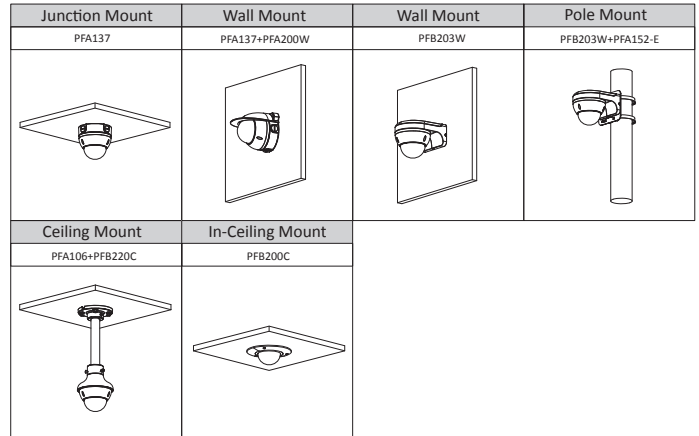 Junction Mount
Wall Mount
Wall Mount
Pole Mount
PFA137
PFA137+PFA200W
PFB203W
PFB203W+PFA152-E
Ceiling Mount
In-Ceiling Mount
PFA106+PFB220C
PFB200C